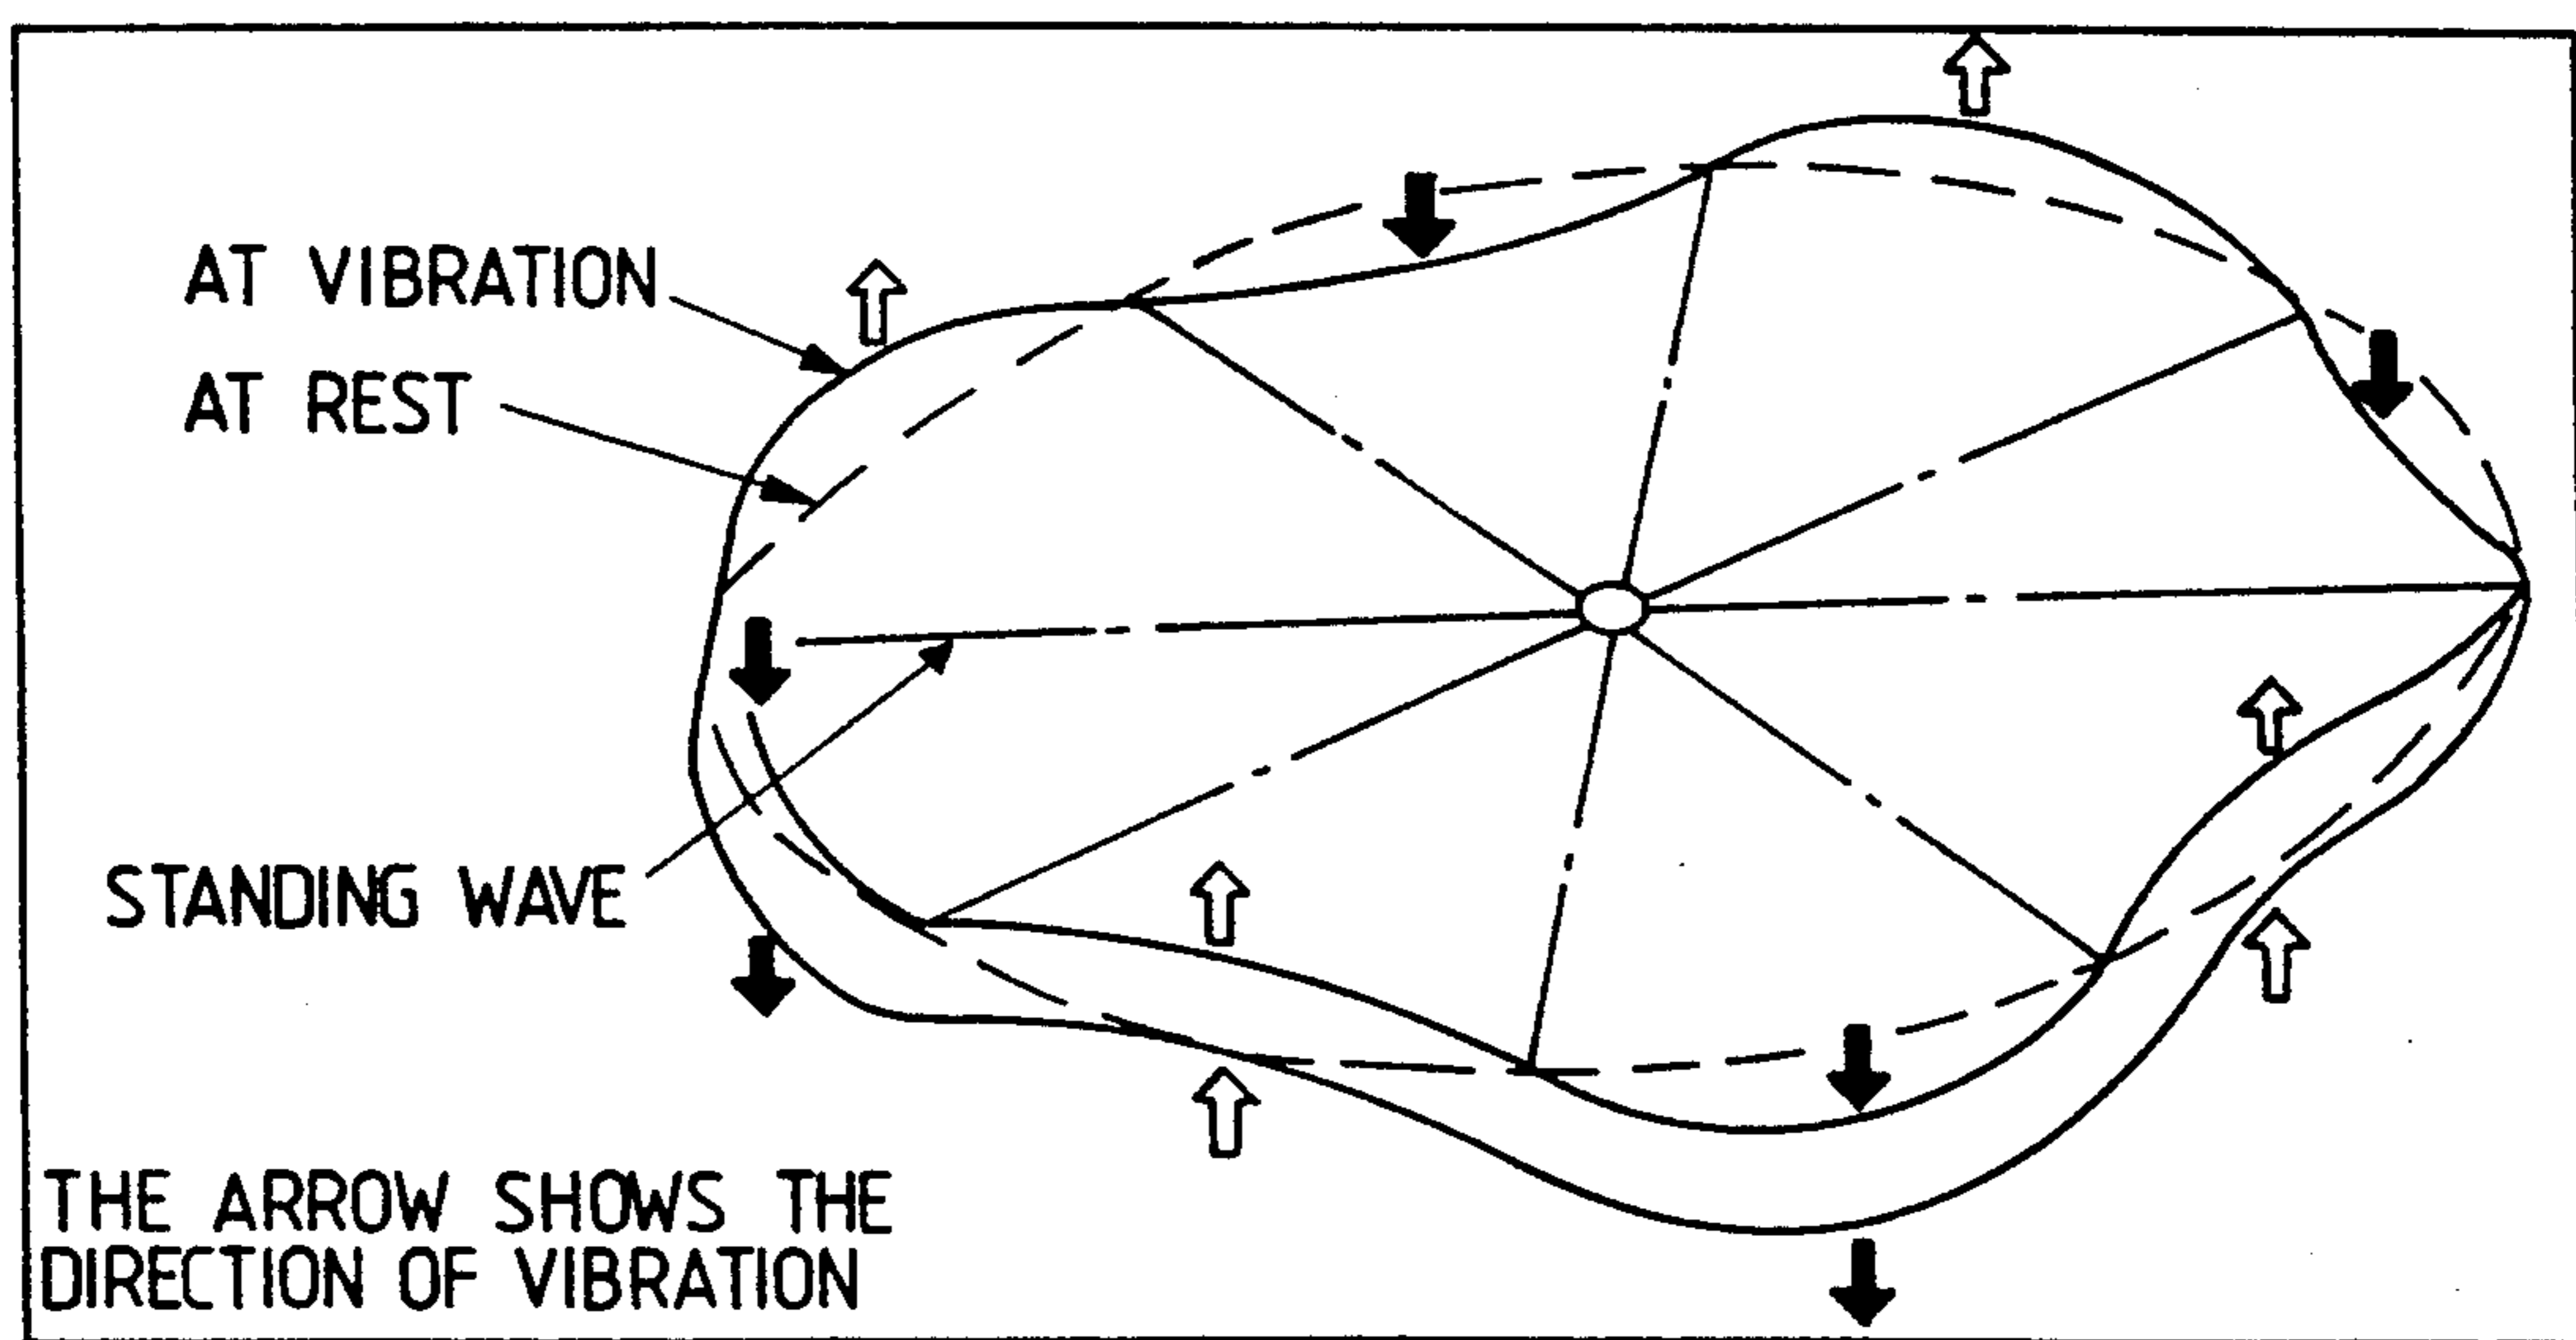 AT VIBRATION
AT REST
STANDING WAVE
THE ARROW SHOWS THE
DIRECTION OF VIBRATION